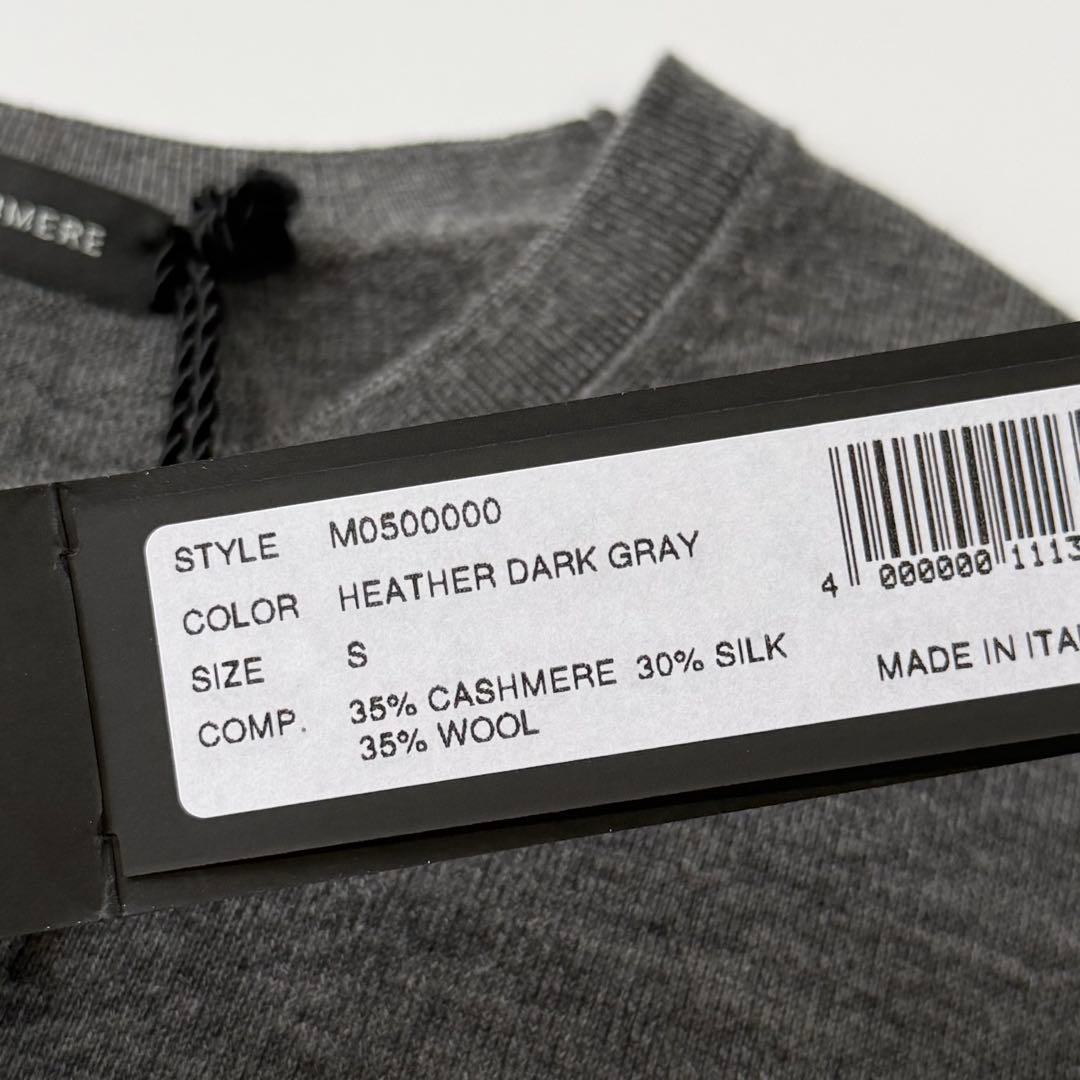 STYLE M0500000
COLOR HEATHER DARK GRAY
SIZE S
COMP. 35% CASHMERE 30% SILK
35% WOOL
4 000000 1113
MADE IN ITA
MERE